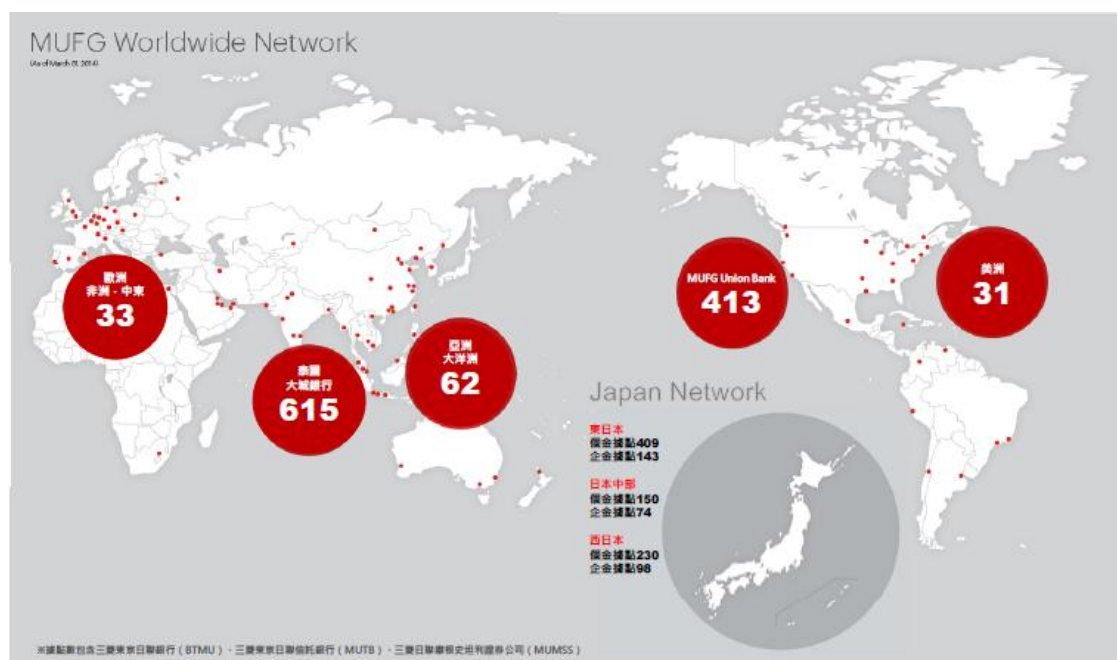 MUFG Worldwide Network
(As of March 31, 2014)
歐洲
非洲・中東
33
泰國
大城銀行
615
亞洲
大洋洲
62
MUFG Union Bank
413
美洲
31
Japan Network
東日本
個金據點409
企金據點143
日本中部
個金據點150
企金據點74
西日本
個金據點230
企金據點98
※據點數包含三菱東京日聯銀行(BTMU)、三菱東京日聯信託銀行(MUTB)、三菱日聯摩根史坦利證券公司(MUMSS)